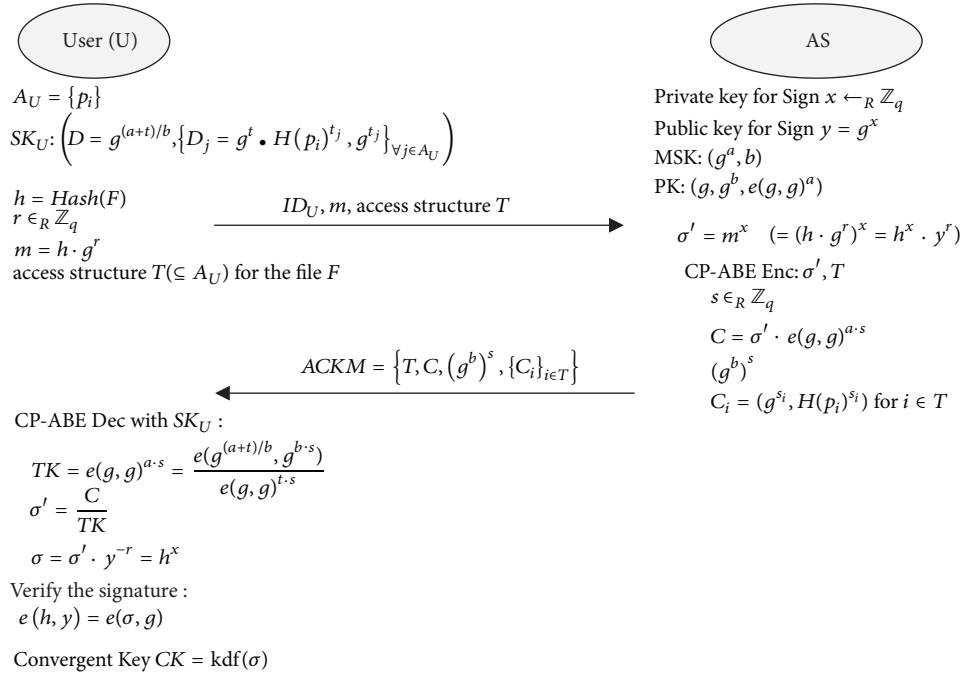 User (U)
A_U = {p_i}
SK_U: (D = g^{(a+t)/b}, {D_j = g^t • H(p_i)^{t_j}, g^{t_j}}_{∀j∈A_U})
h = Hash(F)
r ∈_R ℤ_q
m = h · g^r
access structure T(⊆ A_U) for the file F
ID_U, m, access structure T
AS
Private key for Sign x ←_R ℤ_q
Public key for Sign y = g^x
MSK: (g^a, b)
PK: (g, g^b, e(g, g)^a)
σ′ = m^x (= (h · g^r)^x = h^x · y^r)
CP-ABE Enc: σ′, T
s ∈_R ℤ_q
C = σ′ · e(g, g)^{a·s}
(g^b)^s
C_i = (g^{s_i}, H(p_i)^{s_i}) for i ∈ T
ACKM = {T, C, (g^b)^s, {C_i}_{i∈T}}
CP-ABE Dec with SK_U :
TK = e(g, g)^{a·s} = e(g^{(a+t)/b}, g^{b·s}) / e(g, g)^{t·s}
σ′ = C / TK
σ = σ′ · y^{−r} = h^x
Verify the signature :
e (h, y) = e(σ, g)
Convergent Key CK = kdf(σ)